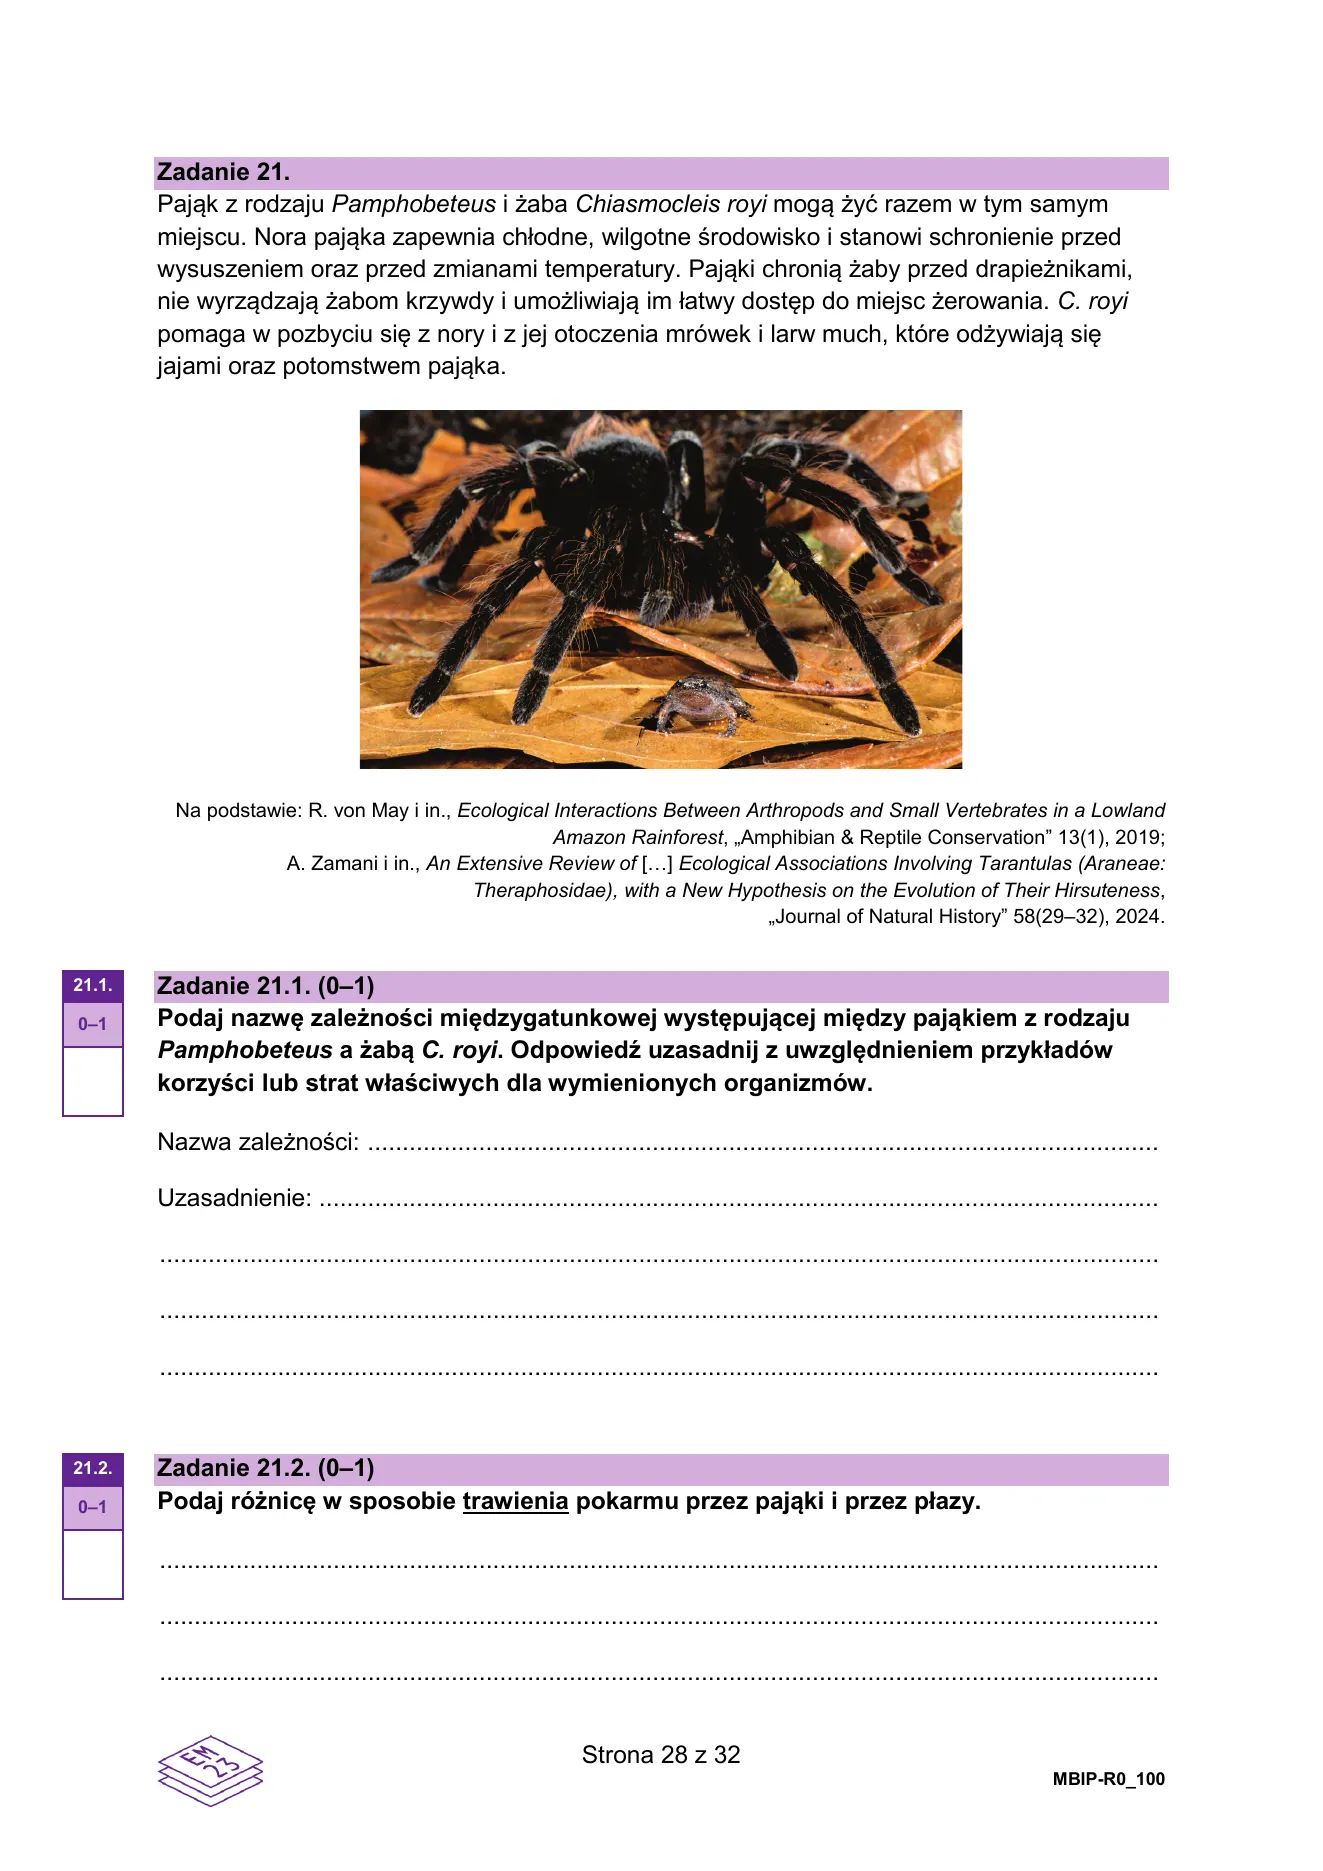 Zadanie 21.
Pająk z rodzaju Pamphobeteus i żaba Chiasmocleis royi mogą żyć razem w tym samym
miejscu. Nora pająka zapewnia chłodne, wilgotne środowisko i stanowi schronienie przed
wysuszeniem oraz przed zmianami temperatury. Pająki chronią żaby przed drapieżnikami,
nie wyrządzają żabom krzywdy i umożliwiają im łatwy dostęp do miejsc żerowania. C. royi
pomaga w pozbyciu się z nory i z jej otoczenia mrówek i larw much, które odżywiają się
jajami oraz potomstwem pająka.
Na podstawie: R. von May i in., Ecological Interactions Between Arthropods and Small Vertebrates in a Lowland
Amazon Rainforest, „Amphibian & Reptile Conservation” 13(1), 2019;
A. Zamani i in., An Extensive Review of […] Ecological Associations Involving Tarantulas (Araneae:
Theraphosidae), with a New Hypothesis on the Evolution of Their Hirsuteness,
„Journal of Natural History” 58(29–32), 2024.
21.1.
0–1
Zadanie 21.1. (0–1)
Podaj nazwę zależności międzygatunkowej występującej między pająkiem z rodzaju
Pamphobeteus a żabą C. royi. Odpowiedź uzasadnij z uwzględnieniem przykładów
korzyści lub strat właściwych dla wymienionych organizmów.
Nazwa zależności: ....................................................................................................................
Uzasadnienie: ...........................................................................................................................
..................................................................................................................................................
..................................................................................................................................................
..................................................................................................................................................
21.2.
0–1
Zadanie 21.2. (0–1)
Podaj różnicę w sposobie trawienia pokarmu przez pająki i przez płazy.
..................................................................................................................................................
..................................................................................................................................................
..................................................................................................................................................
EM
23
Strona 28 z 32
MBIP-R0_100